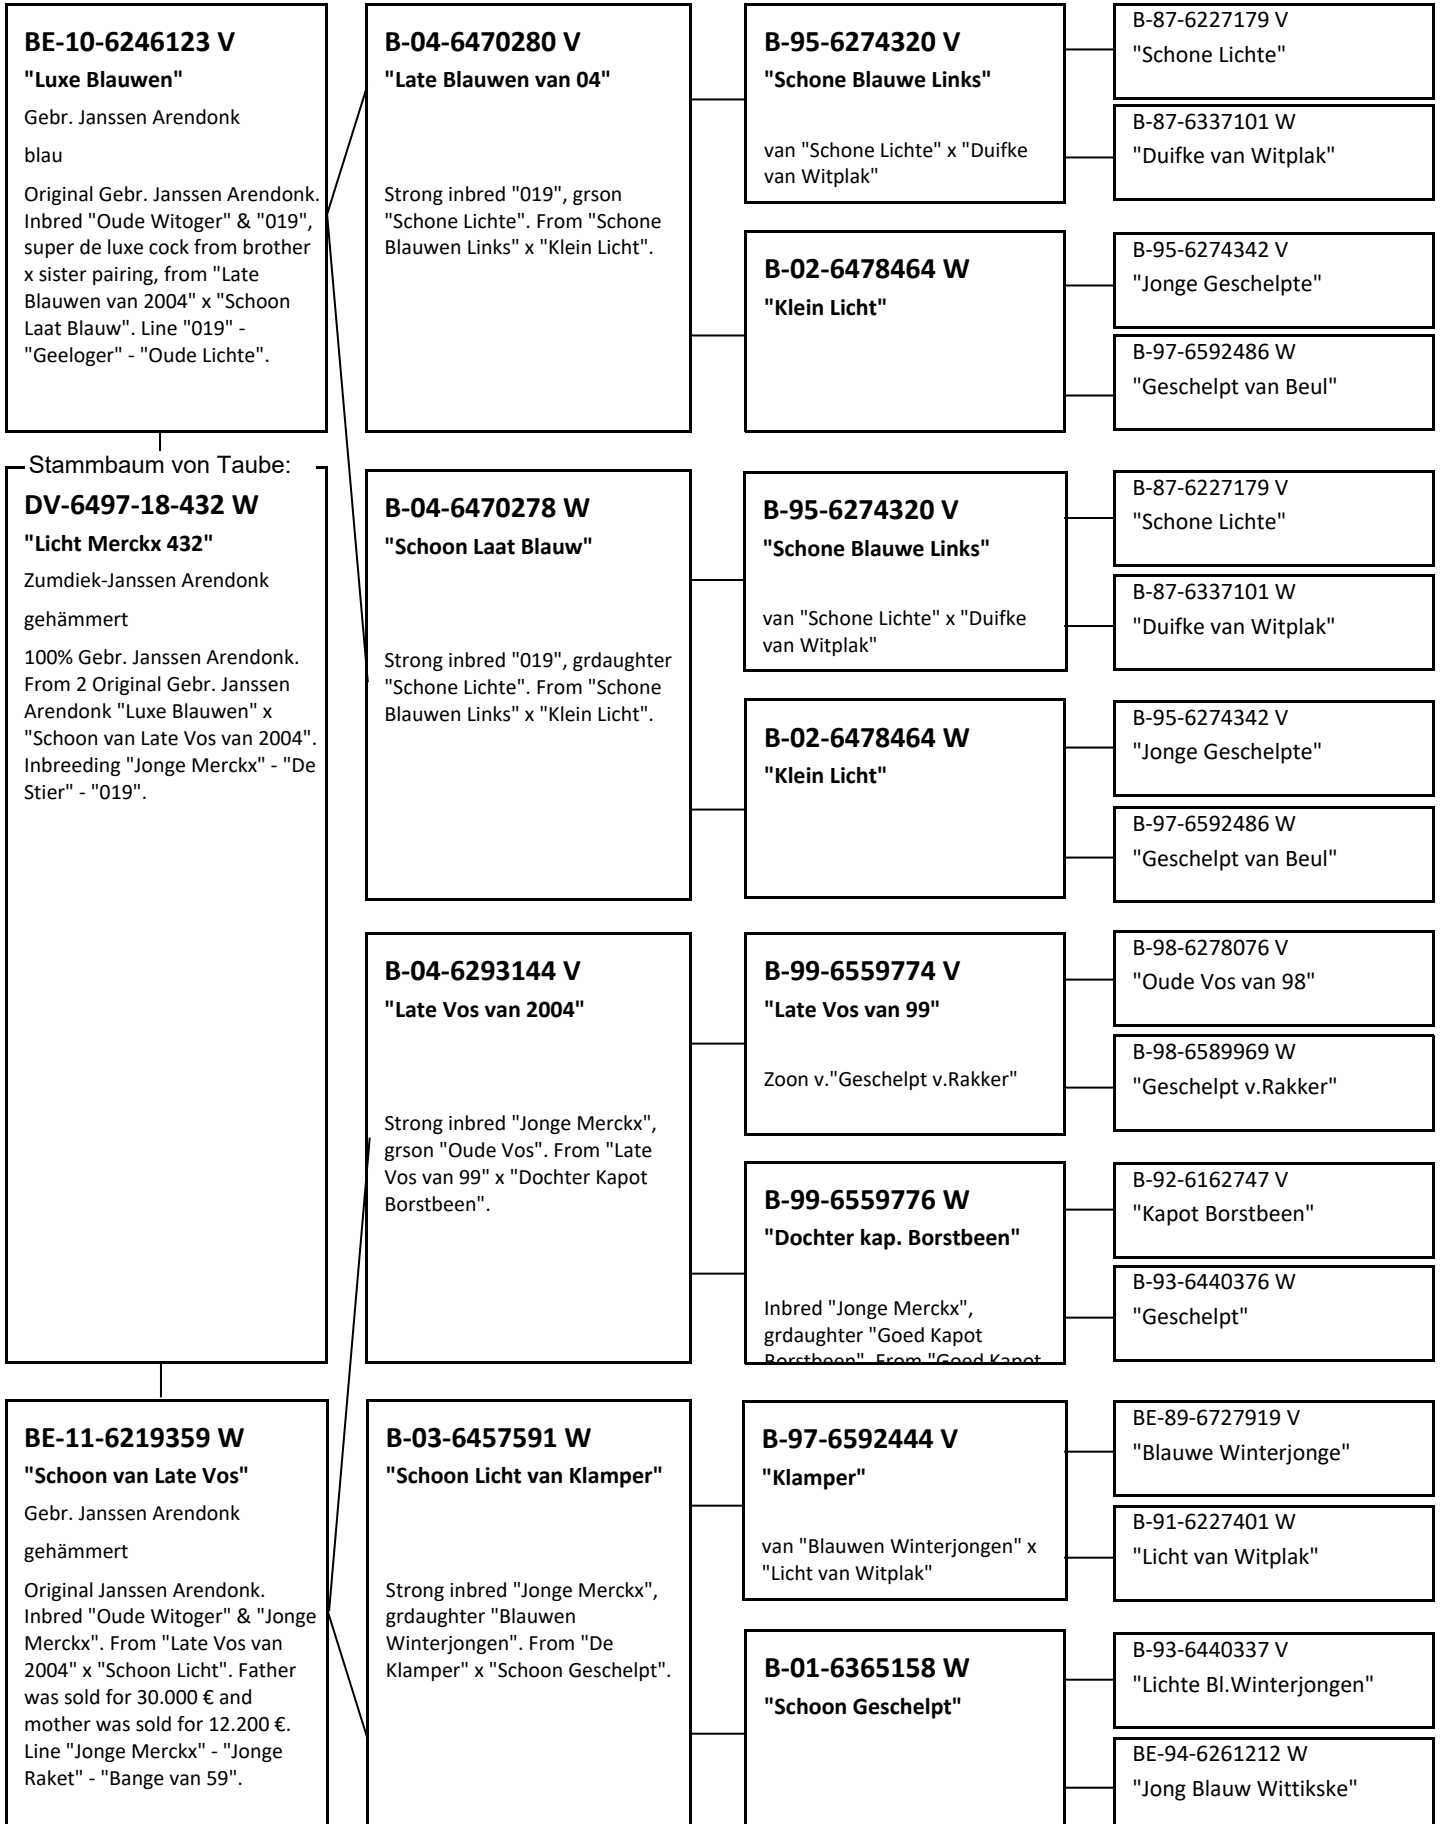 BE-10-6246123 V
"Luxe Blauwen"
Gebr. Janssen Arendonk
blau
Original Gebr. Janssen Arendonk.
Inbred "Oude Witoger" & "019",
super de luxe cock from brother
x sister pairing, from "Late
Blauwen van 2004" x "Schoon
Laat Blauw". Line "019" -
"Geeloger" - "Oude Lichte".
Stammbaum von Taube:
DV-6497-18-432 W
"Licht Merckx 432"
Zumdiek-Janssen Arendonk
gehämmert
100% Gebr. Janssen Arendonk.
From 2 Original Gebr. Janssen
Arendonk "Luxe Blauwen" x
"Schoon van Late Vos van 2004".
Inbreeding "Jonge Merckx" - "De
Stier" - "019".
BE-11-6219359 W
"Schoon van Late Vos"
Gebr. Janssen Arendonk
gehämmert
Original Janssen Arendonk.
Inbred "Oude Witoger" & "Jonge
Merckx". From "Late Vos van
2004" x "Schoon Licht". Father
was sold for 30.000 € and
mother was sold for 12.200 €.
Line "Jonge Merckx" - "Jonge
Raket" - "Bange van 59".
B-04-6470280 V
"Late Blauwen van 04"
Strong inbred "019", grson
"Schone Lichte". From "Schone
Blauwen Links" x "Klein Licht".
B-04-6470278 W
"Schoon Laat Blauw"
Strong inbred "019", grdaughter
"Schone Lichte". From "Schone
Blauwen Links" x "Klein Licht".
B-04-6293144 V
"Late Vos van 2004"
Strong inbred "Jonge Merckx",
grson "Oude Vos". From "Late
Vos van 99" x "Dochter Kapot
Borstbeen".
B-03-6457591 W
"Schoon Licht van Klamper"
Strong inbred "Jonge Merckx",
grdaughter "Blauwen
Winterjongen". From "De
Klamper" x "Schoon Geschelpt".
B-95-6274320 V
"Schone Blauwe Links"
van "Schone Lichte" x "Duifke
van Witplak"
B-02-6478464 W
"Klein Licht"
B-95-6274320 V
"Schone Blauwe Links"
van "Schone Lichte" x "Duifke
van Witplak"
B-02-6478464 W
"Klein Licht"
B-99-6559774 V
"Late Vos van 99"
Zoon v."Geschelpt v.Rakker"
B-99-6559776 W
"Dochter kap. Borstbeen"
Inbred "Jonge Merckx",
grdaughter "Goed Kapot
Borstbeen". From "Goed Kapot
B-97-6592444 V
"Klamper"
van "Blauwen Winterjongen" x
"Licht van Witplak"
B-01-6365158 W
"Schoon Geschelpt"
B-87-6227179 V
"Schone Lichte"
B-87-6337101 W
"Duifke van Witplak"
B-95-6274342 V
"Jonge Geschelpte"
B-97-6592486 W
"Geschelpt van Beul"
B-87-6227179 V
"Schone Lichte"
B-87-6337101 W
"Duifke van Witplak"
B-95-6274342 V
"Jonge Geschelpte"
B-97-6592486 W
"Geschelpt van Beul"
B-98-6278076 V
"Oude Vos van 98"
B-98-6589969 W
"Geschelpt v.Rakker"
B-92-6162747 V
"Kapot Borstbeen"
B-93-6440376 W
"Geschelpt"
BE-89-6727919 V
"Blauwe Winterjonge"
B-91-6227401 W
"Licht van Witplak"
B-93-6440337 V
"Lichte Bl.Winterjongen"
BE-94-6261212 W
"Jong Blauw Wittikske"